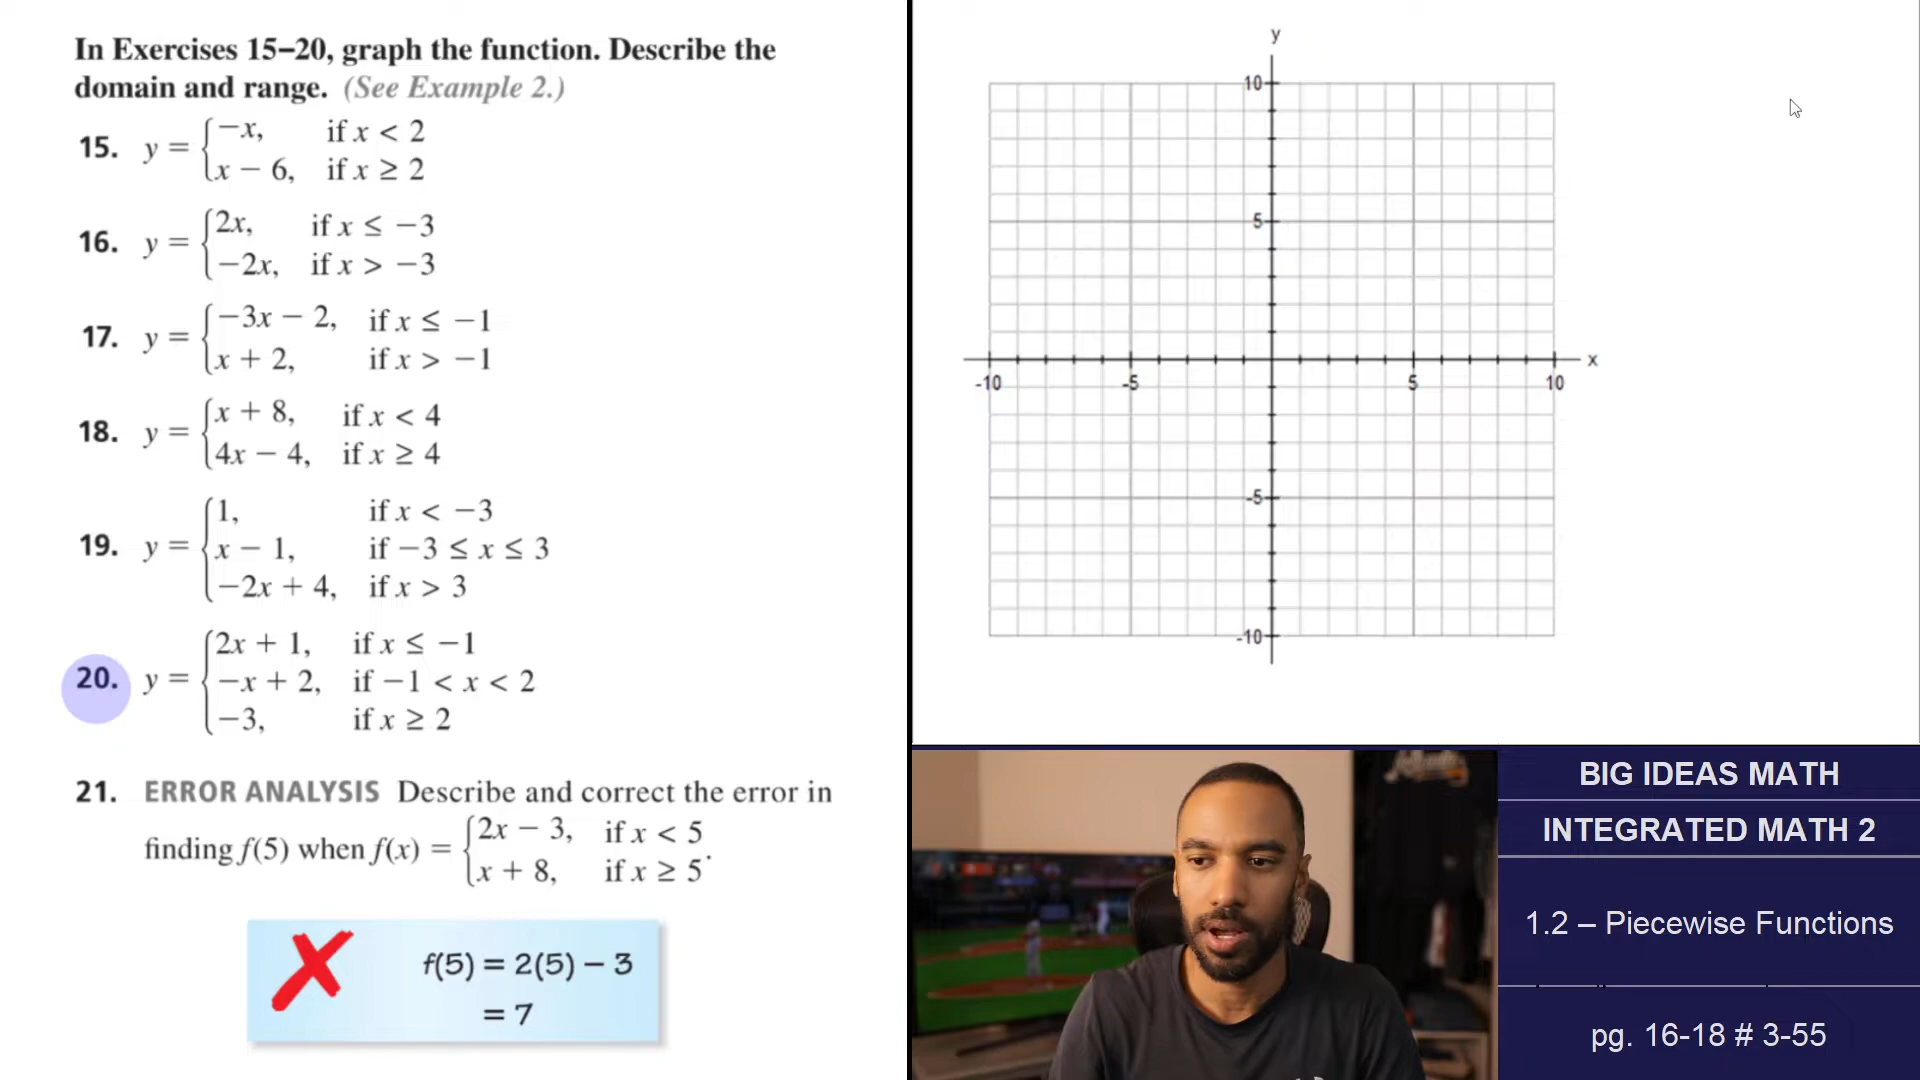 In Exercises 15–20, graph the function. Describe the
domain and range. (See Example 2.)
15. y = { −x, if x < 2
x − 6, if x ≥ 2
16. y = { 2x, if x ≤ −3
−2x, if x > −3
17. y = { −3x − 2, if x ≤ −1
x + 2, if x > −1
18. y = { x + 8, if x < 4
4x − 4, if x ≥ 4
19. y = { 1, if x < −3
x − 1, if −3 ≤ x ≤ 3
−2x + 4, if x > 3
20. y = { 2x + 1, if x ≤ −1
−x + 2, if −1 < x < 2
−3, if x ≥ 2
21. ERROR ANALYSIS Describe and correct the error in
finding f(5) when f(x) = { 2x − 3, if x < 5
x + 8, if x ≥ 5 .
f(5) = 2(5) − 3
= 7
y
10
5
-10 -5 5 10 x
-5
-10
BIG IDEAS MATH
INTEGRATED MATH 2
1.2 – Piecewise Functions
pg. 16-18 # 3-55